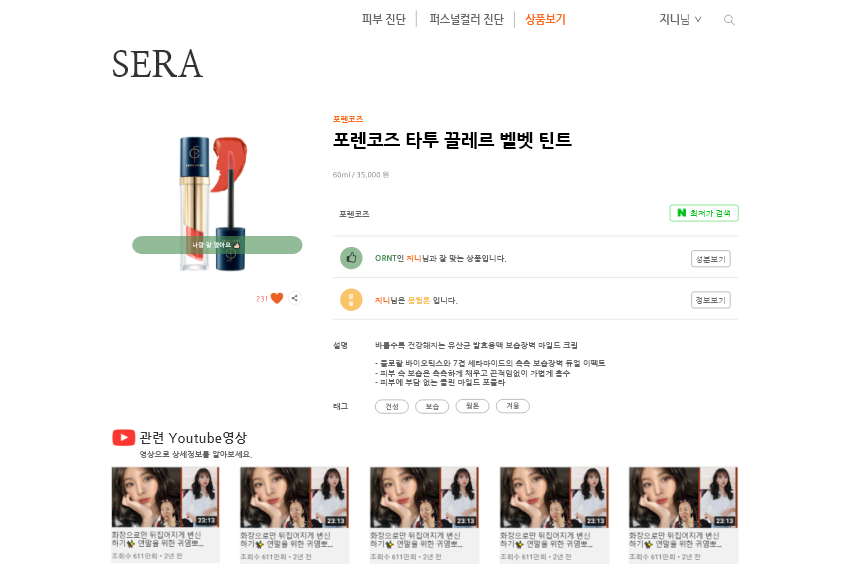 피부 진단 | 퍼스널컬러 진단 | 상품보기
지니님
SERA
포렌코즈
포렌코즈 타투 끌레르 벨벳 틴트
60ml / 35,000 원
나랑 잘 맞아요 👍
231
포렌코즈
N 최저가 검색
ORNT인 지니님과 잘 맞는 상품입니다.
성분보기
지니님은 봄웜톤 입니다.
정보보기
설명
바를수록 건강해지는 유산균 발효용액 보습장벽 마일드 크림
- 플로랄 바이오틱스와 7겹 세라마이드의 촉촉 보습장벽 듀얼 이펙트
- 피부 속 보습은 촉촉하게 채우고 끈적임없이 가볍게 흡수
- 피부에 부담 없는 클린 마일드 포뮬라
태그
건성
보습
웜톤
겨울
관련 Youtube영상
영상으로 상세정보를 알아보세요.
23:13
화장으로만 뒤집어지게 변신
하기 연말을 위한 귀염뽀...
조회수 611만회 • 2년 전
23:13
화장으로만 뒤집어지게 변신
하기 연말을 위한 귀염뽀...
조회수 611만회 • 2년 전
23:13
화장으로만 뒤집어지게 변신
하기 연말을 위한 귀염뽀...
조회수 611만회 • 2년 전
23:13
화장으로만 뒤집어지게 변신
하기 연말을 위한 귀염뽀...
조회수 611만회 • 2년 전
23:13
화장으로만 뒤집어지게 변신
하기 연말을 위한 귀염뽀...
조회수 611만회 • 2년 전